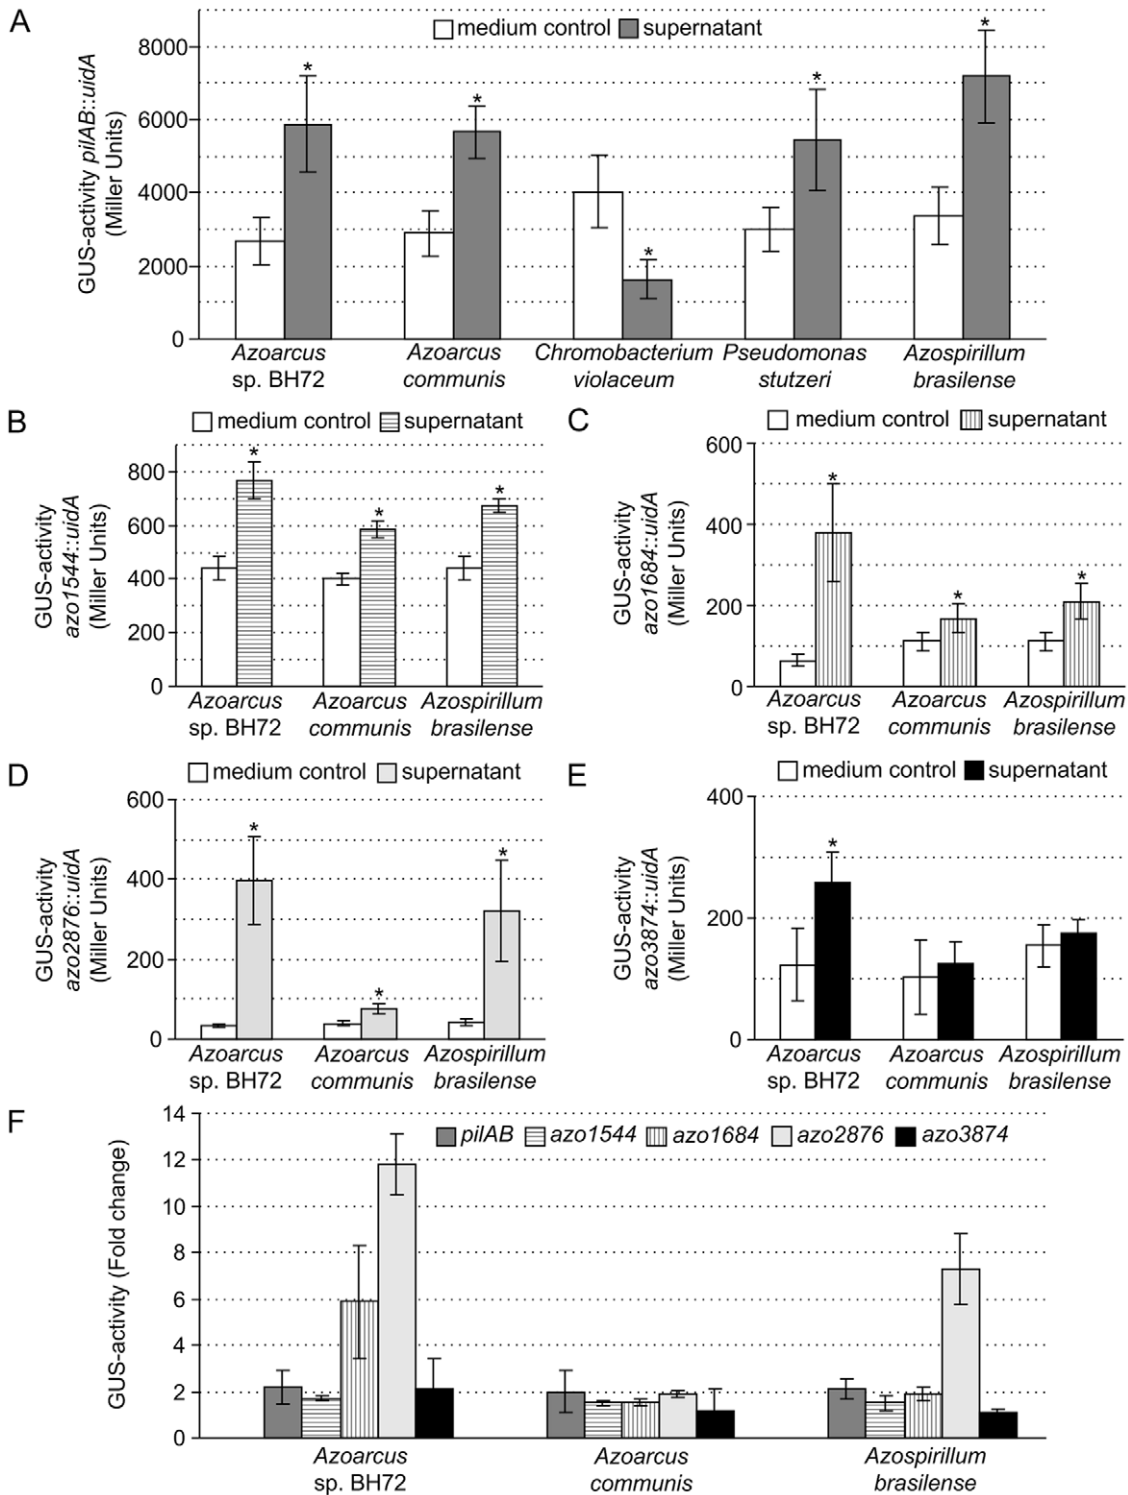 A
medium control supernatant
GUS-activity pilAB::uidA
(Miller Units)
8000
6000
4000
2000
0
* * * * *
Azoarcus Azoarcus Chromobacterium Pseudomonas Azospirillum
sp. BH72 communis violaceum stutzeri brasilense
B
medium control supernatant
GUS-activity
azo1544::uidA
(Miller Units)
800
600
400
200
0
* * *
Azoarcus Azoarcus Azospirillum
sp. BH72 communis brasilense
C
medium control supernatant
GUS-activity
azo1684::uidA
(Miller Units)
600
400
200
0
* * *
Azoarcus Azoarcus Azospirillum
sp. BH72 communis brasilense
D
medium control supernatant
GUS-activity
azo2876::uidA
(Miller Units)
600
400
200
0
* * *
Azoarcus Azoarcus Azospirillum
sp. BH72 communis brasilense
E
medium control supernatant
GUS-activity
azo3874::uidA
(Miller Units)
400
200
0
*
Azoarcus Azoarcus Azospirillum
sp. BH72 communis brasilense
F
pilAB azo1544 azo1684 azo2876 azo3874
GUS-activity (Fold change)
14
12
10
8
6
4
2
0
Azoarcus Azoarcus Azospirillum
sp. BH72 communis brasilense